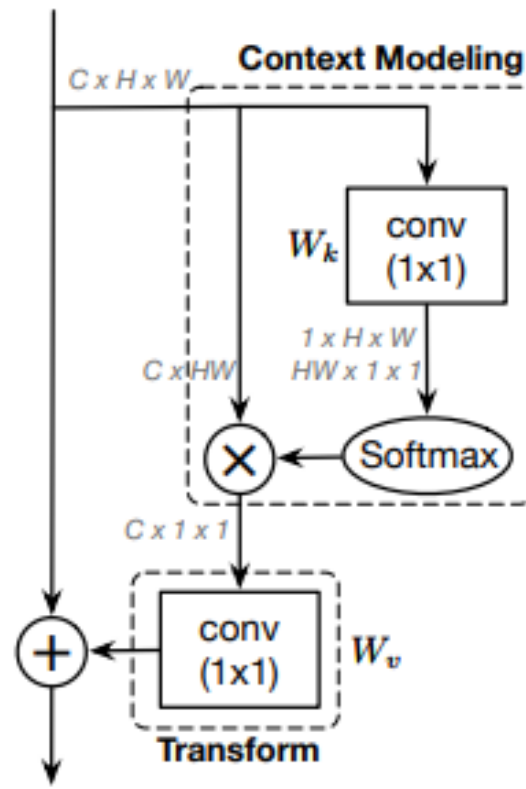 Context Modeling
C x H x W
conv
(1x1)
W_k
1 x H x W
HW x 1 x 1
C x HW
Softmax
×
C x 1 x 1
conv
(1x1)
W_v
+
Transform